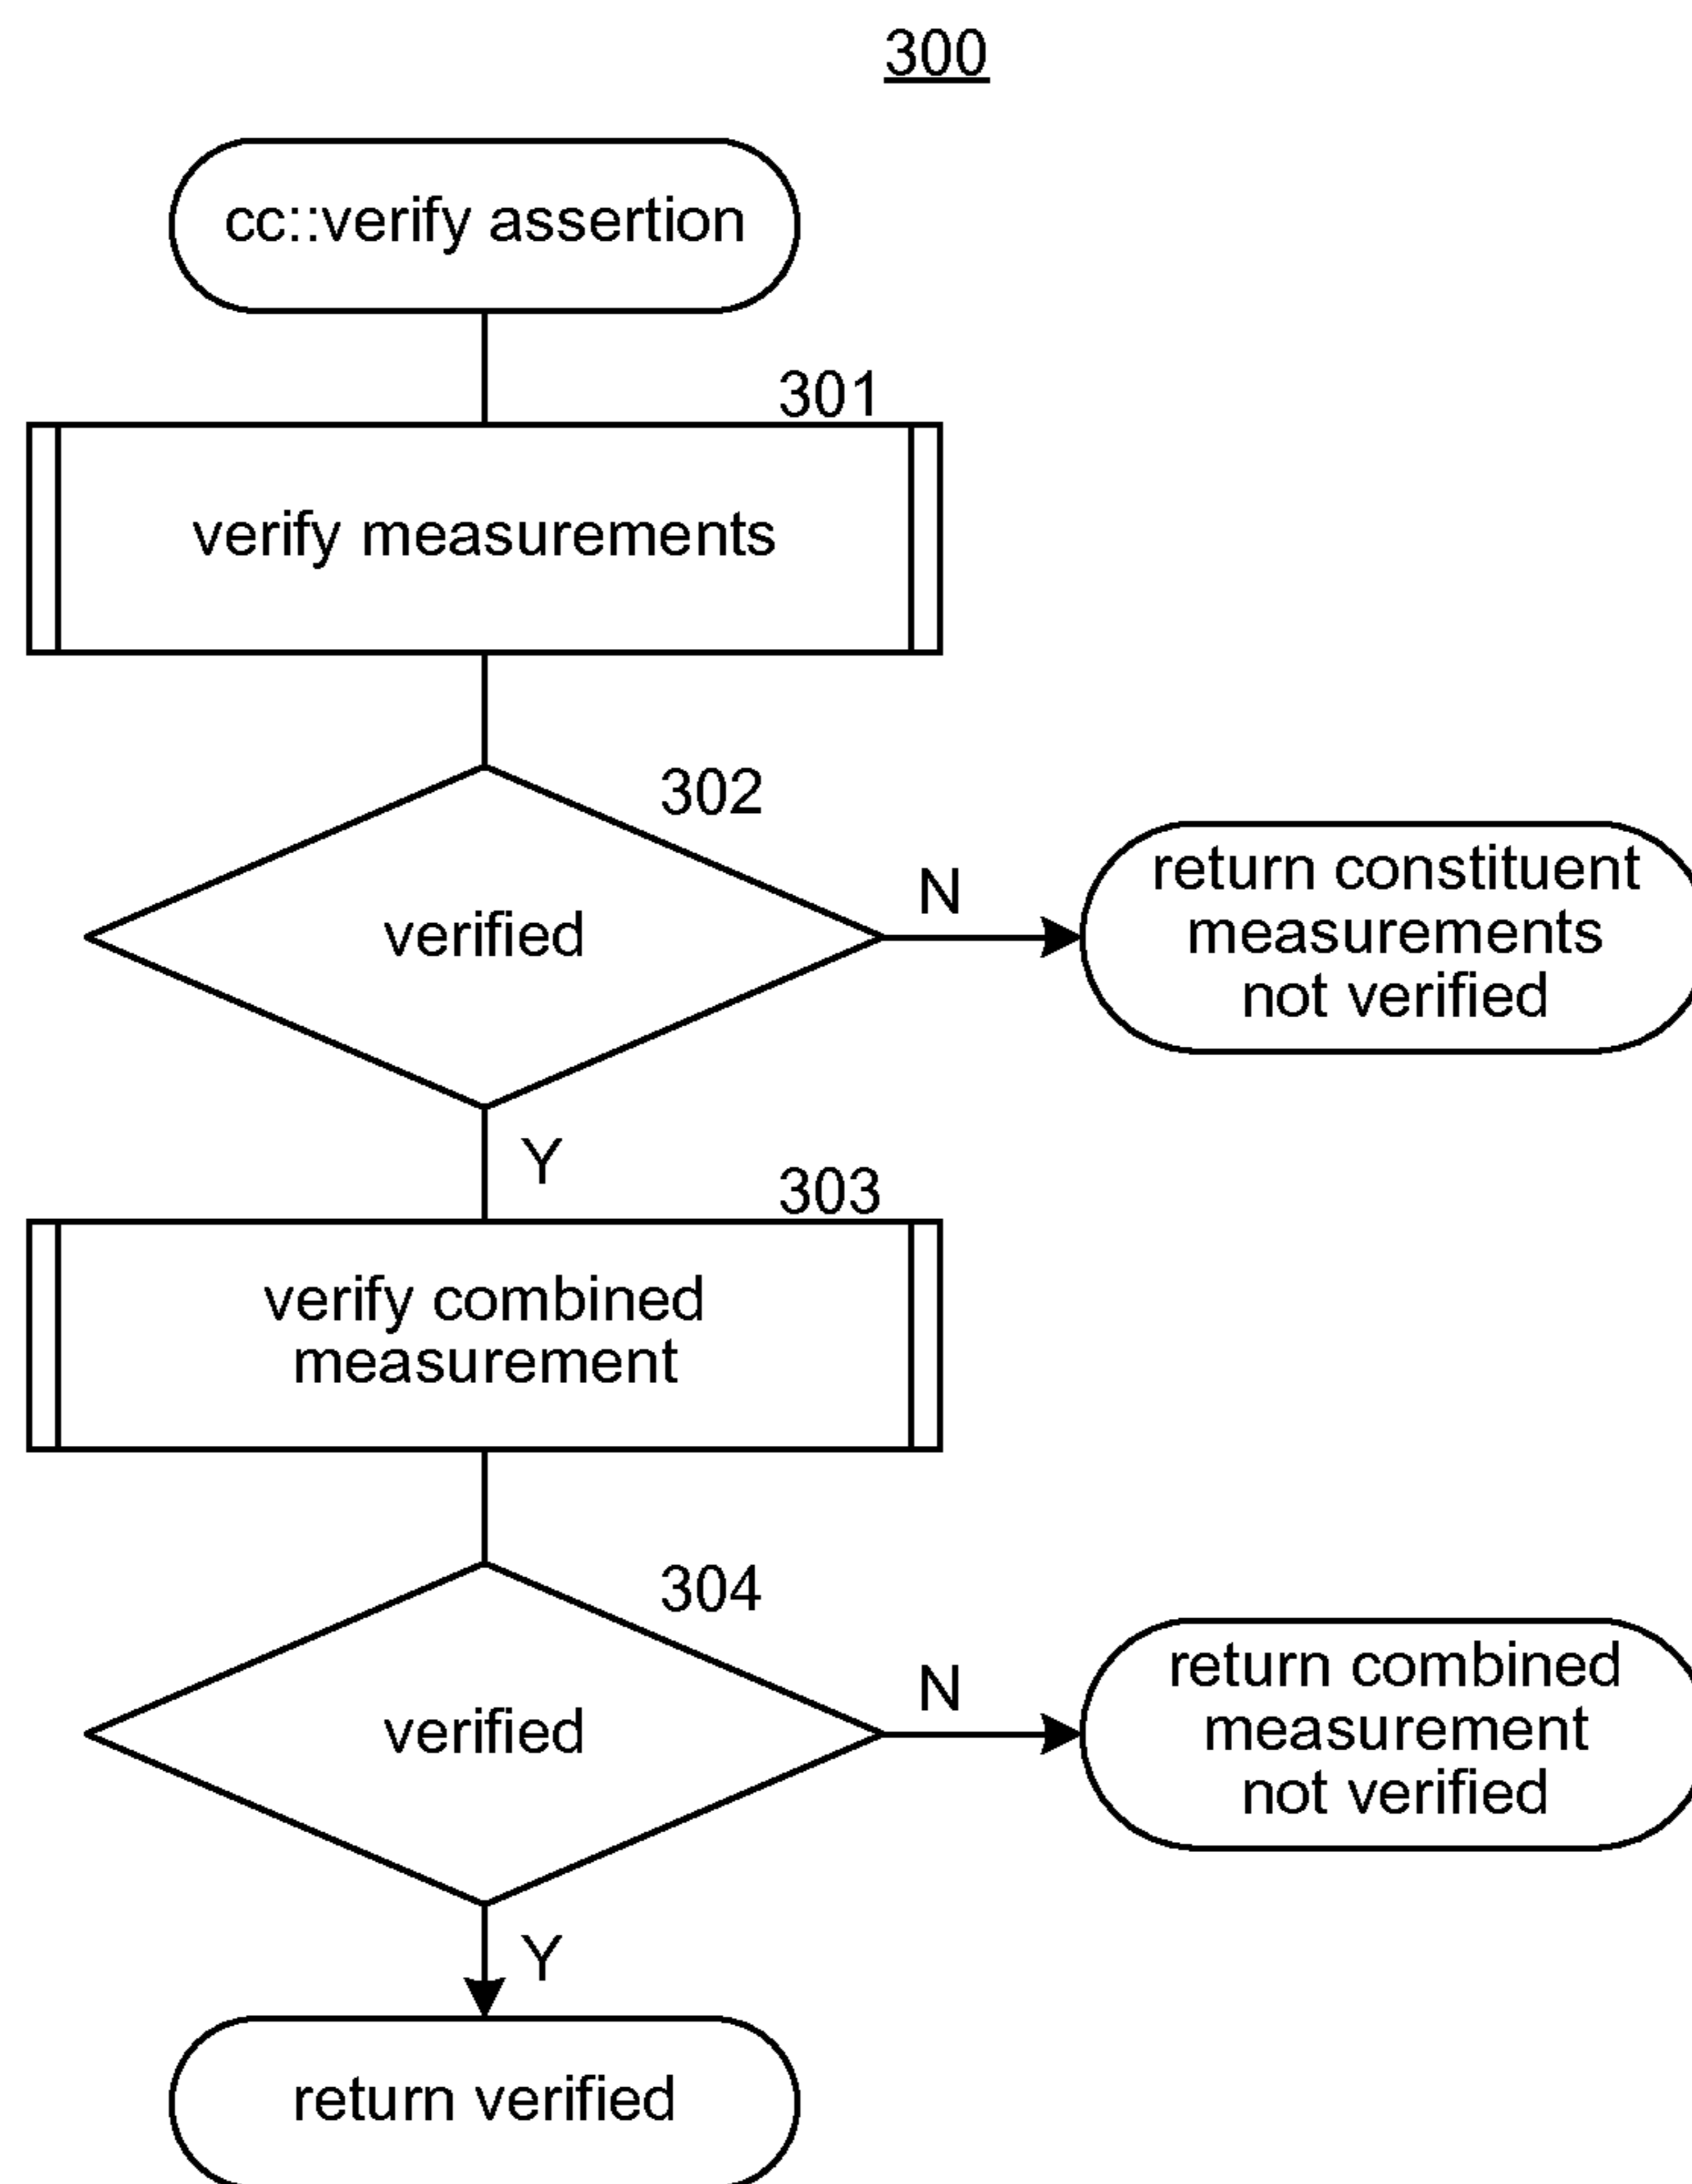 300
cc::verify assertion
301
verify measurements
302
verified
N
return constituent
measurements
not verified
Y
303
verify combined
measurement
304
verified
N
return combined
measurement
not verified
Y
return verified